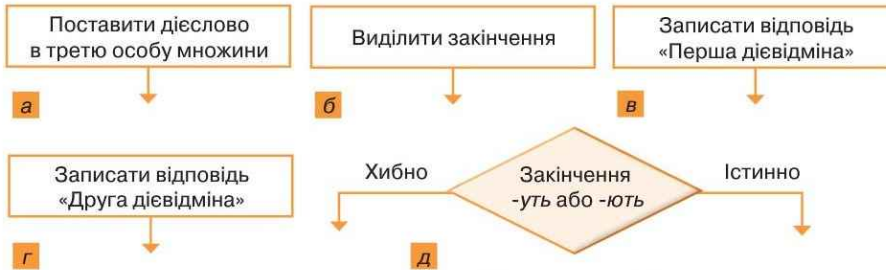 Поставити дієслово
в третю особу множини
а
Виділити закінчення
б
Записати відповідь
«Перша дієвідміна»
в
Записати відповідь
«Друга дієвідміна»
г
Хибно
Закінчення
-уть або -ють
Істинно
д